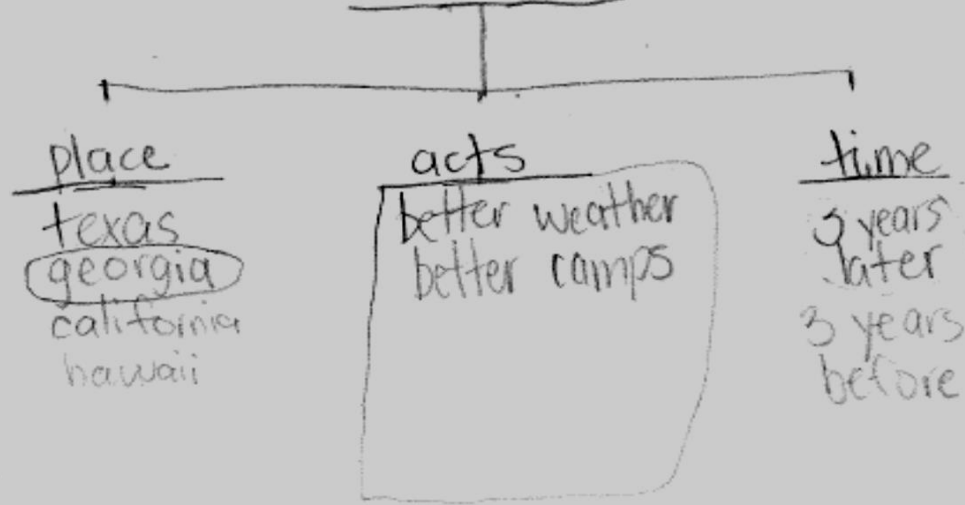 place
texas
georgia
california
hawaii
acts
better weather
better camps
time
3 years
later
3 years
before